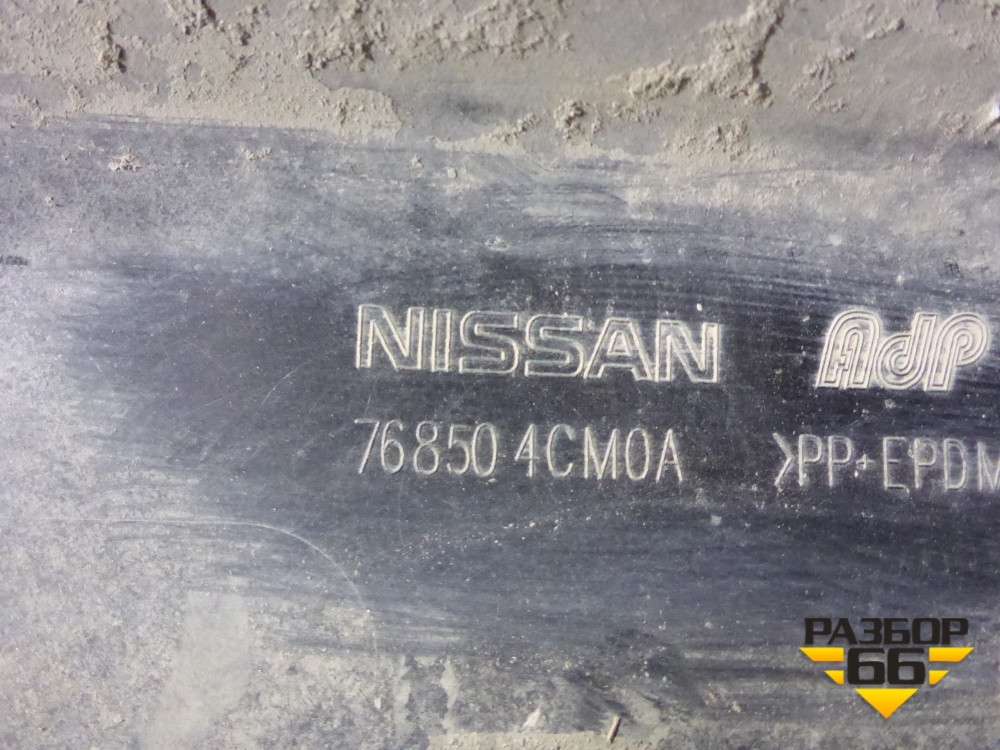 NISSAN AdP
76850 4CM0A >PP+EPDM
РАЗБОР
66